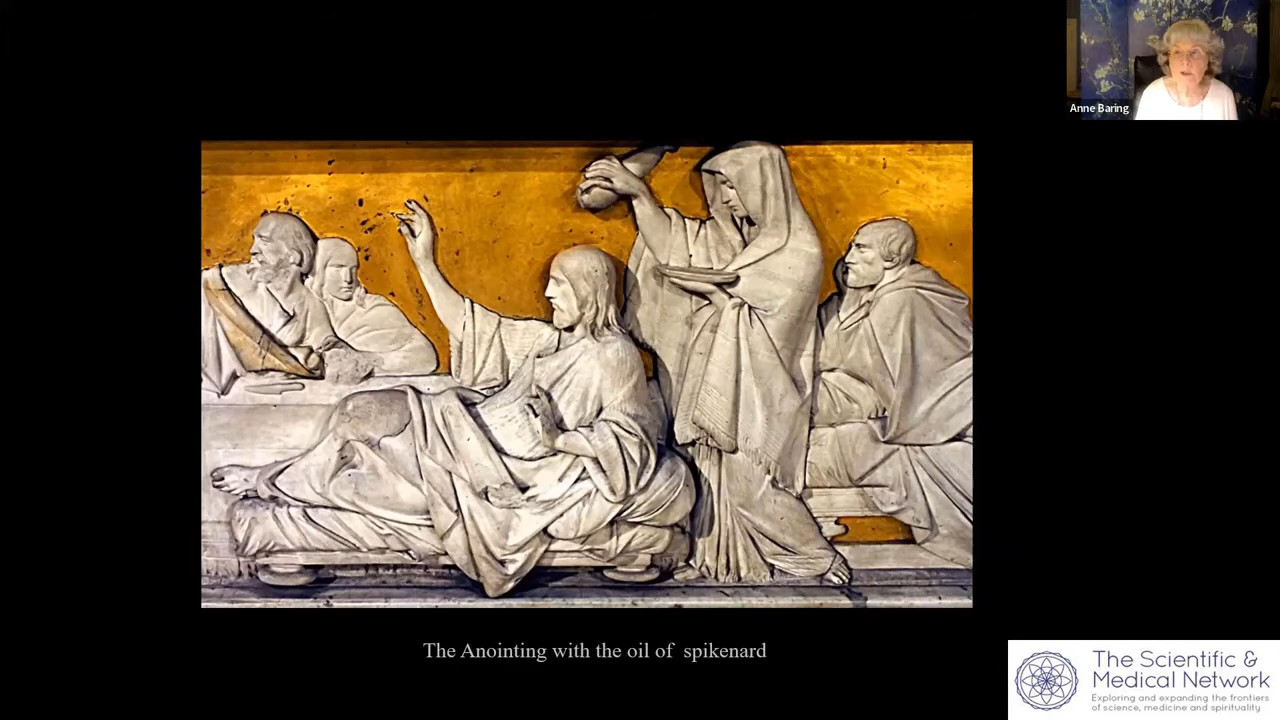 Anne Baring
The Anointing with the oil of spikenard
The Scientific &
Medical Network
Exploring and expanding the frontiers
of science, medicine and spirituality